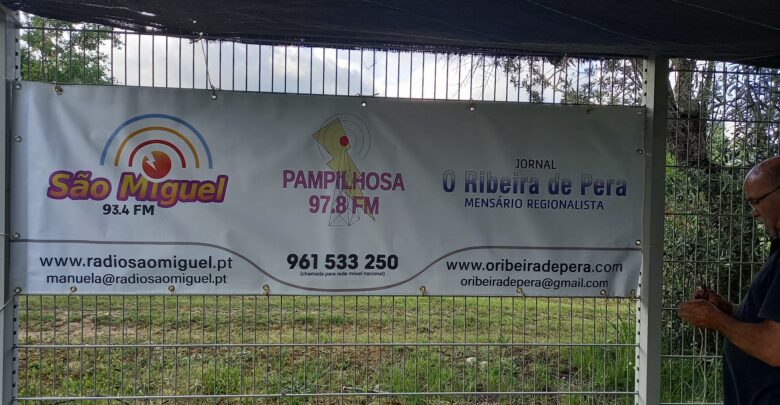 São Miguel
93.4 FM
www.radiosaomiguel.pt
manuela@radiosaomiguel.pt
PAMPILHOSA
97.8 FM
961 533 250
(chamada para rede móvel nacional)
JORNAL
O Ribeira de Pera
MENSÁRIO REGIONALISTA
www.oribeiradepera.com
oribeiradepera@gmail.com